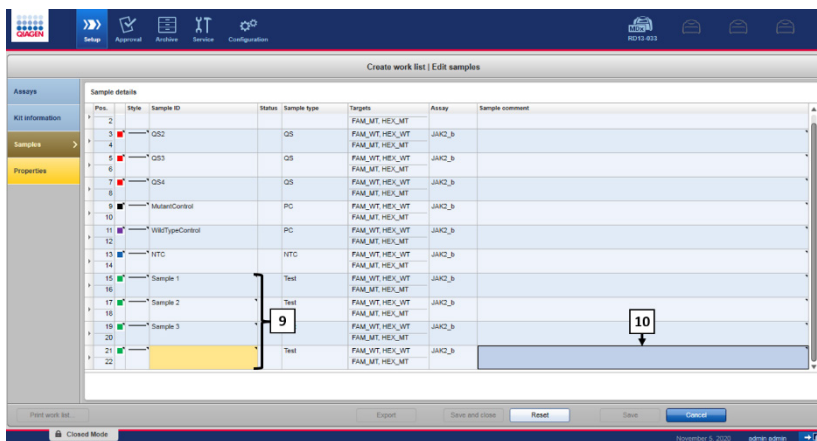 QIAGEN
Setup Approval Archive Service Configuration
MDx
RD13-933
Create work list | Edit samples
Assays
Kit information
Samples
Properties
Sample details
Pos. Style Sample ID Status Sample type Targets Assay Sample comment
2 FAM_MT, HEX_MT
3 QS2 QS FAM_WT, HEX_WT JAK2_b
4 FAM_MT, HEX_MT
5 QS3 QS FAM_WT, HEX_WT JAK2_b
6 FAM_MT, HEX_MT
7 QS4 QS FAM_WT, HEX_WT JAK2_b
8 FAM_MT, HEX_MT
9 MutantControl PC FAM_WT, HEX_WT JAK2_b
10 FAM_MT, HEX_MT
11 WildTypeControl PC FAM_WT, HEX_WT JAK2_b
12 FAM_MT, HEX_MT
13 NTC NTC FAM_WT, HEX_WT JAK2_b
14 FAM_MT, HEX_MT
15 Sample 1 Test FAM_WT, HEX_WT JAK2_b
16 FAM_MT, HEX_MT
17 Sample 2 Test FAM_WT, HEX_WT JAK2_b
18 FAM_MT, HEX_MT
19 Sample 3 FAM_WT, HEX_WT JAK2_b
20 FAM_MT, HEX_MT
21 Test FAM_WT, HEX_WT JAK2_b
22 FAM_MT, HEX_MT
9
10
Print work list... Export Save and close Reset Save Cancel
Closed Mode November 5, 2020 admin admin